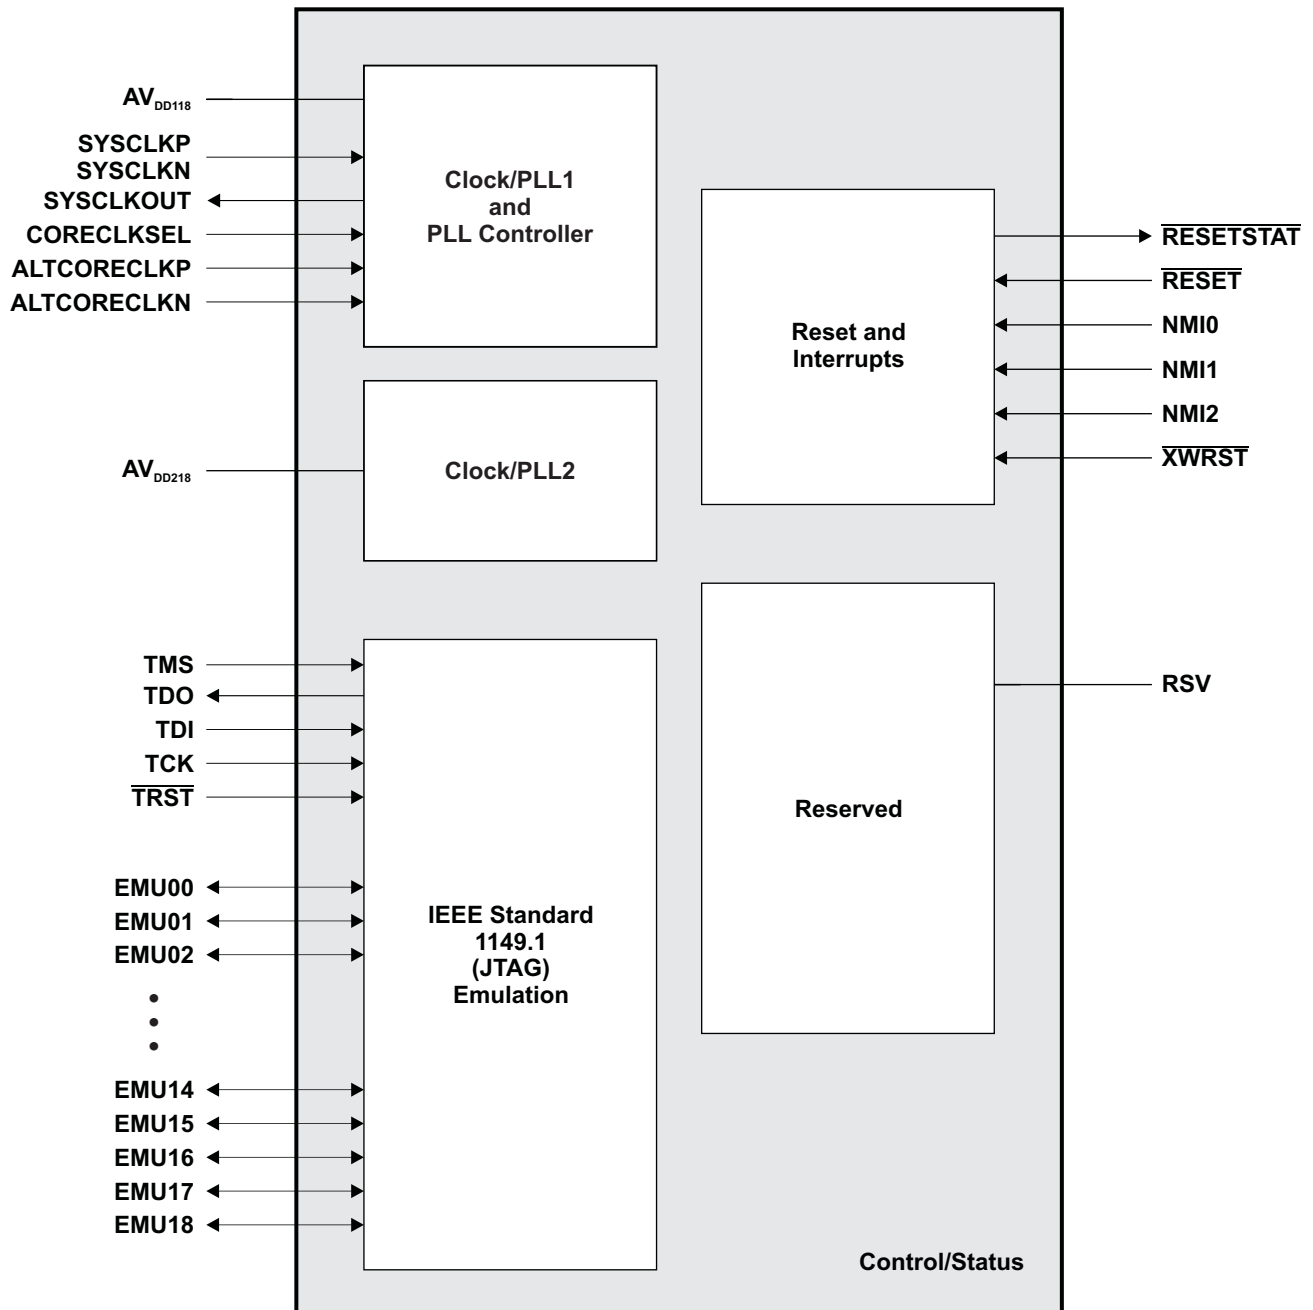 AVDD118
SYSCLKP
SYSCLKN
SYSCLKOUT
CORECLKSEL
ALTCORECLKP
ALTCORECLKN
Clock/PLL1
and
PLL Controller
RESETSTAT
RESET
NMI0
NMI1
NMI2
XWRST
Reset and
Interrupts
AVDD218
Clock/PLL2
TMS
TDO
TDI
TCK
TRST
EMU00
EMU01
EMU02
EMU14
EMU15
EMU16
EMU17
EMU18
IEEE Standard
1149.1
(JTAG)
Emulation
RSV
Reserved
Control/Status